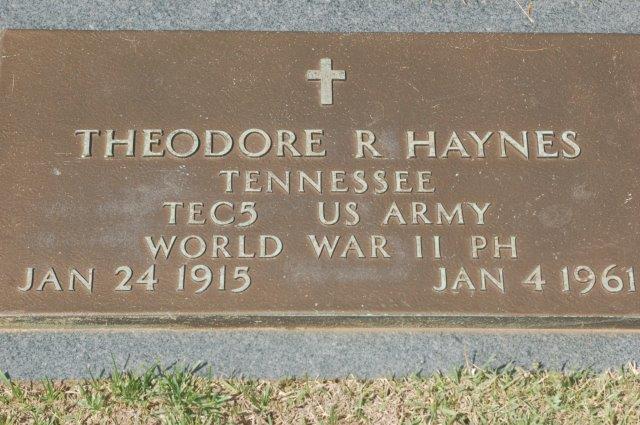 THEODORE R HAYNES
TENNESSEE
TEC5 US ARMY
WORLD WAR II PH
JAN 24 1915 JAN 4 1961